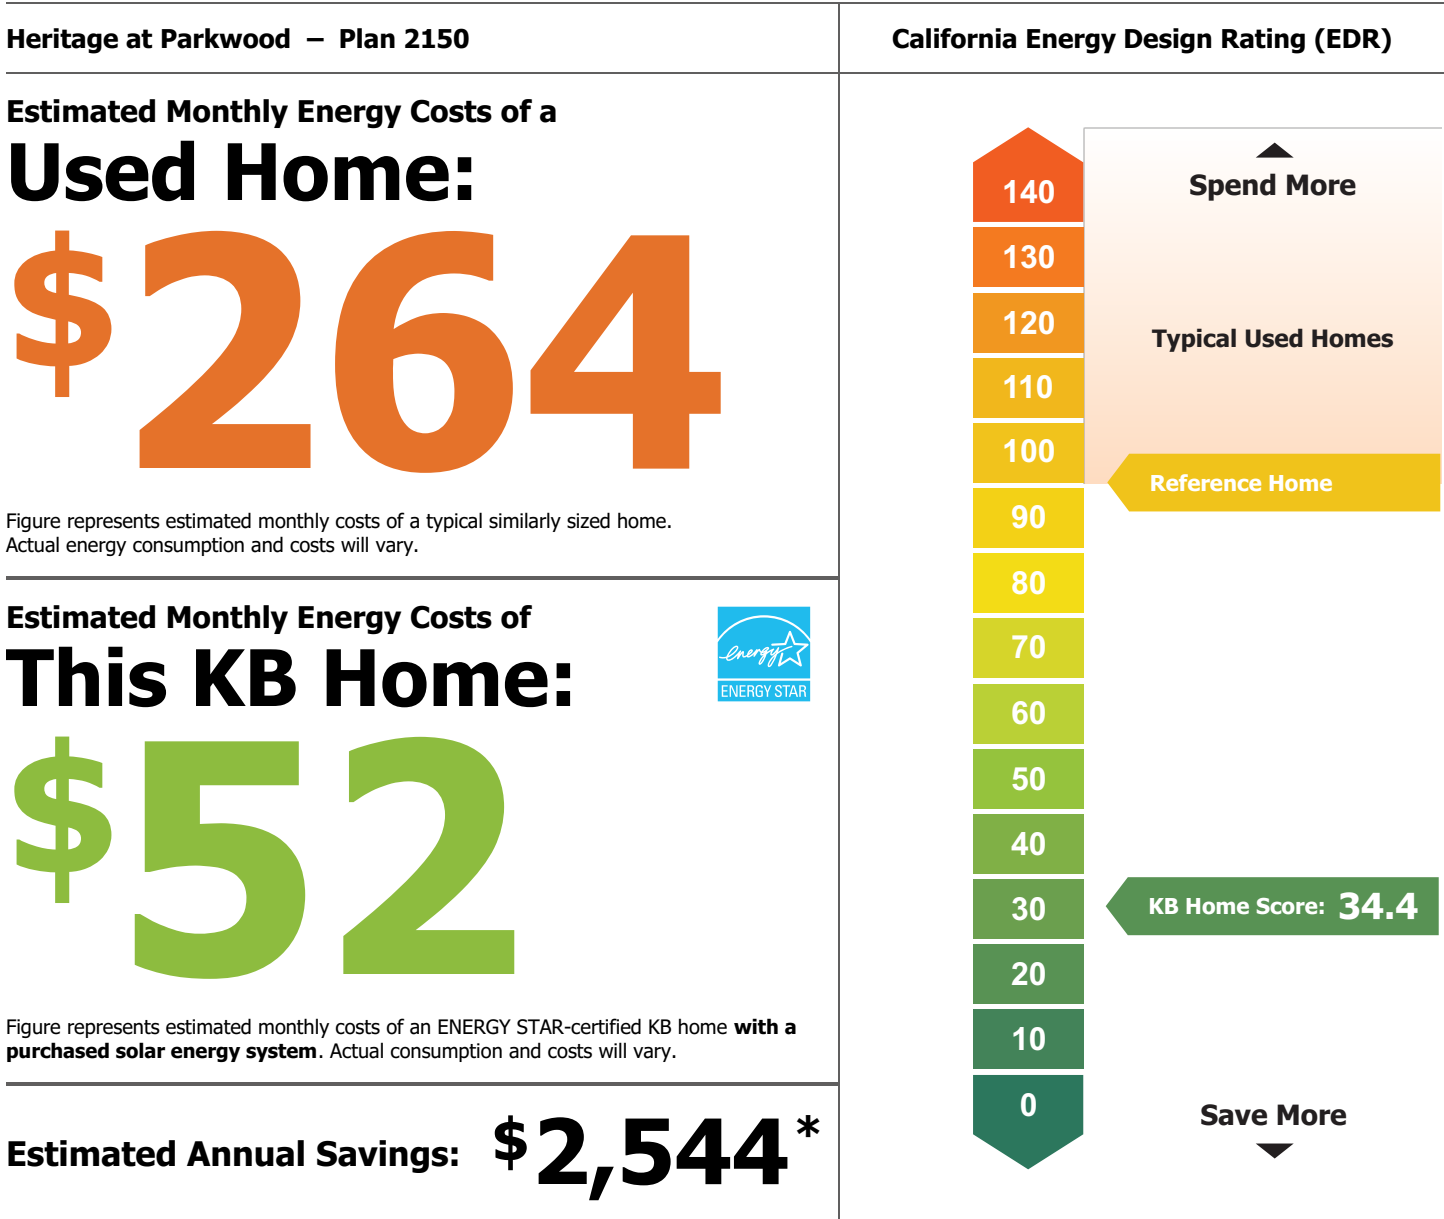 Heritage at Parkwood – Plan 2150
Estimated Monthly Energy Costs of a
Used Home:
$264
Figure represents estimated monthly costs of a typical similarly sized home.
Actual energy consumption and costs will vary.
Estimated Monthly Energy Costs of
This KB Home:
energy
ENERGY STAR
$52
Figure represents estimated monthly costs of an ENERGY STAR-certified KB home with a
purchased solar energy system. Actual consumption and costs will vary.
Estimated Annual Savings: $2,544*
California Energy Design Rating (EDR)
140
Spend More
130
120
Typical Used Homes
110
100
Reference Home
90
80
70
60
50
40
30
KB Home Score: 34.4
20
10
0
Save More